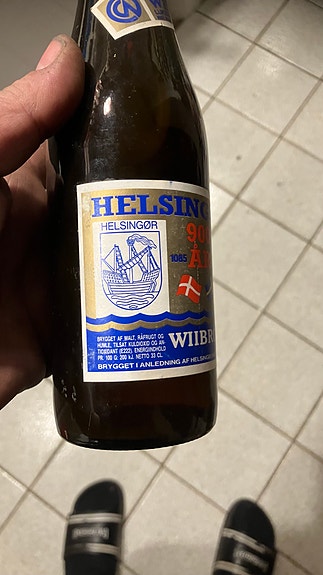 HELSING
HELSINGØR
90
1085
BRYGGET AF MALT, RÅFRUGT OG
HUMLE. TILSAT KULDIOXID OG AN-
TIOXIDANT (E222). ENERGIINDHOLD
PR. 100 G: 200 kJ. NETTO 33 CL.
WIIBR
BRYGGET I ANLEDNING AF HELSING